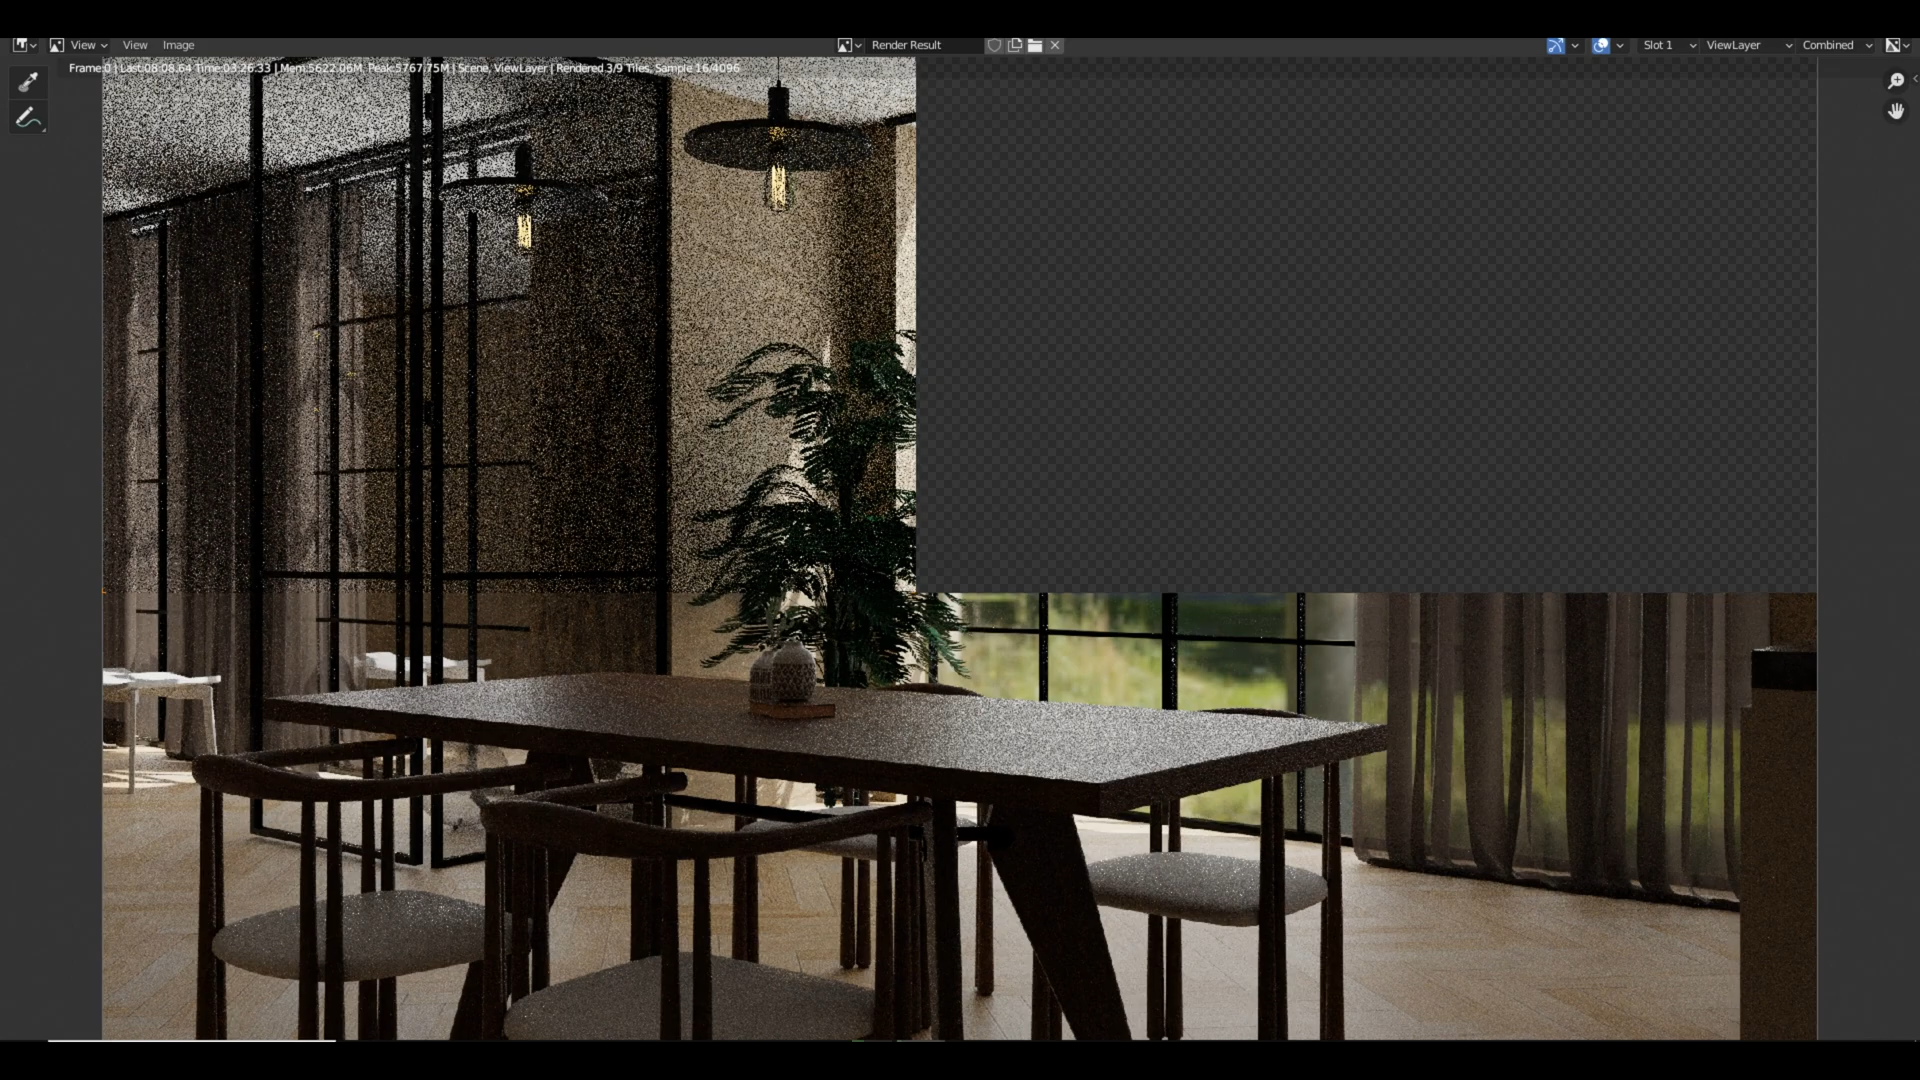 View View Image Render Result Slot 1 ViewLayer Combined
Frame:0 | Last:08:08.64 Time:03:26.33 | Mem:5622.06M, Peak:5767.75M | Scene, ViewLayer | Rendered 3/9 Tiles, Sample 16/4096